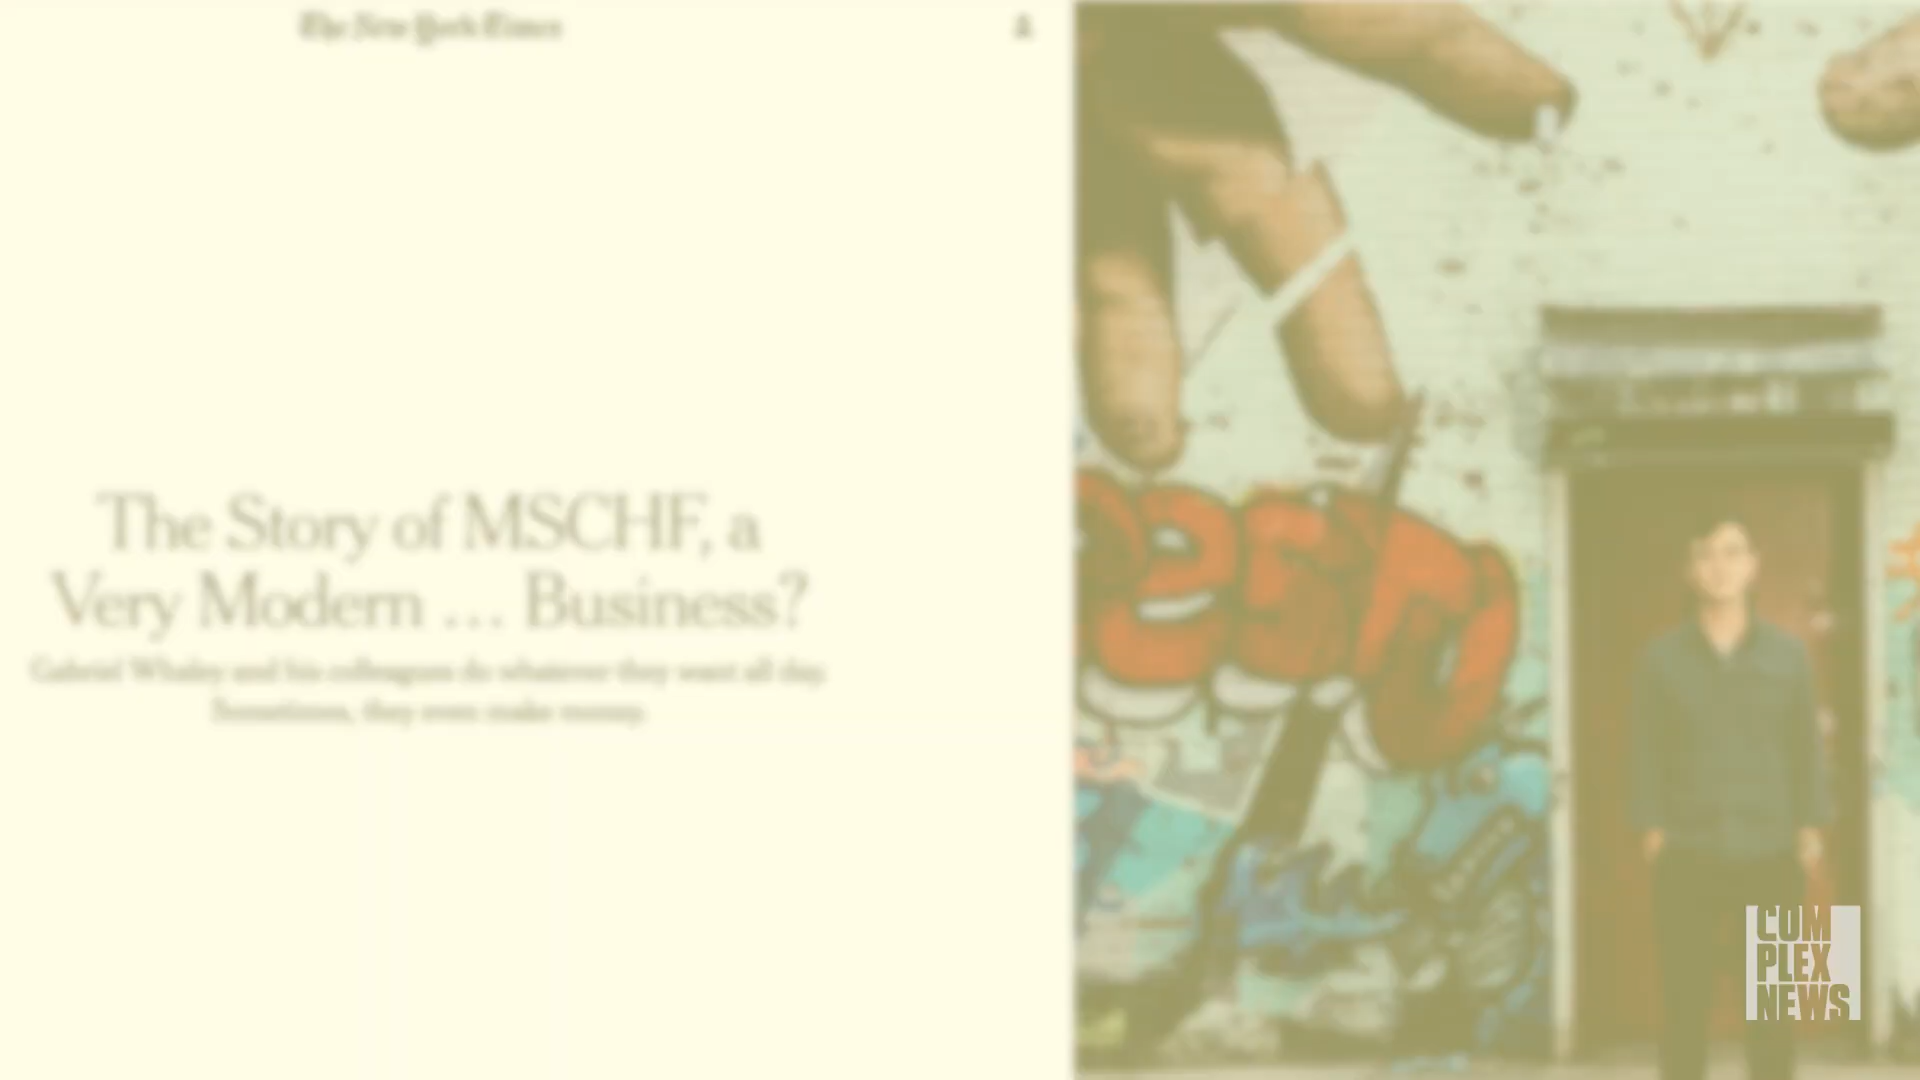 The New York Times
The Story of MSCHF, a
Very Modern … Business?
Gabriel Whaley and his colleagues do whatever they want all day.
Sometimes, they even make money.
COM
PLEX
NEWS